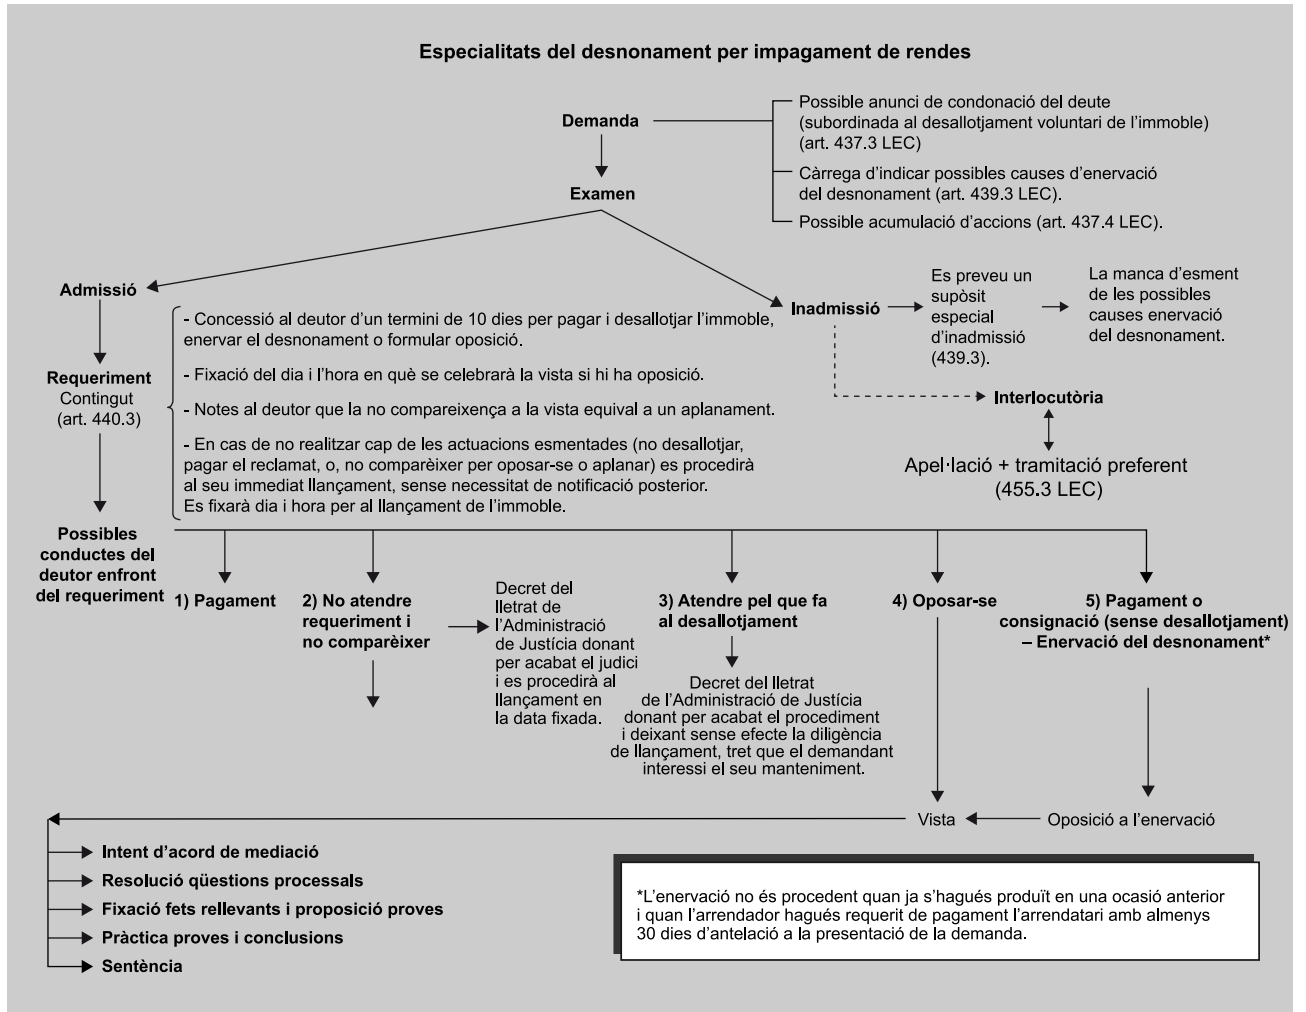 Especialitats del desnonament per impagament de rendes
Demanda
Possible anunci de condonació del deute
(subordinada al desallotjament voluntari de l’immoble)
(art. 437.3 LEC)
Càrrega d’indicar possibles causes d’enervació
del desnonament (art. 439.3 LEC).
Possible acumulació d’accions (art. 437.4 LEC).
Examen
Admissió
Inadmissió
Es preveu un
supòsit
especial
d’inadmissió
(439.3).
La manca d’esment
de les possibles
causes enervació
del desnonament.
Requeriment
Contingut
(art. 440.3)
- Concessió al deutor d’un termini de 10 dies per pagar i desallotjar l’immoble,
enervar el desnonament o formular oposició.
- Fixació del dia i l’hora en què se celebrarà la vista si hi ha oposició.
- Notes al deutor que la no compareixença a la vista equival a un aplanament.
- En cas de no realitzar cap de les actuacions esmentades (no desallotjar,
pagar el reclamat, o, no comparèixer per oposar-se o aplanar) es procedirà
al seu immediat llançament, sense necessitat de notificació posterior.
Es fixarà dia i hora per al llançament de l’immoble.
Interlocutòria
Apel·lació + tramitació preferent
(455.3 LEC)
Possibles
conductes del
deutor enfront
del requeriment
1) Pagament
2) No atendre
requeriment i
no comparèixer
Decret del
lletrat de
l’Administració
de Justícia donant
per acabat el judici
i es procedirà al
llançament en
la data fixada.
3) Atendre pel que fa
al desallotjament
Decret del lletrat
de l’Administració de Justícia
donant per acabat el procediment
i deixant sense efecte la diligència
de llançament, tret que el demandant
interessi el seu manteniment.
4) Oposar-se
5) Pagament o
consignació (sense desallotjament)
– Enervació del desnonament*
Vista
Oposició a l’enervació
Intent d’acord de mediació
Resolució qüestions processals
Fixació fets rellevants i proposició proves
Pràctica proves i conclusions
Sentència
*L’enervació no és procedent quan ja s’hagués produït en una ocasió anterior
i quan l’arrendador hagués requerit de pagament l’arrendatari amb almenys
30 dies d’antelació a la presentació de la demanda.